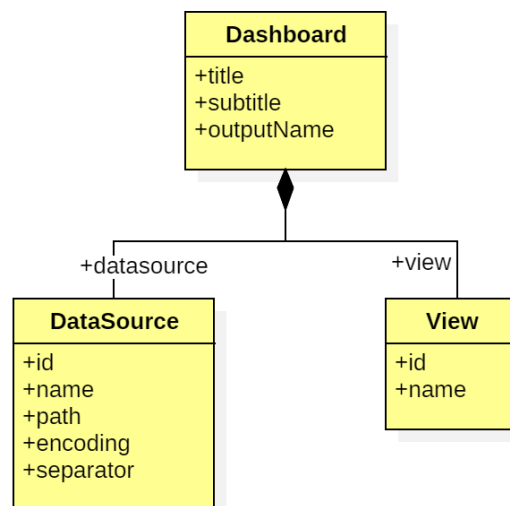 Dashboard
+title
+subtitle
+outputName
+datasource
+view
DataSource
+id
+name
+path
+encoding
+separator
View
+id
+name